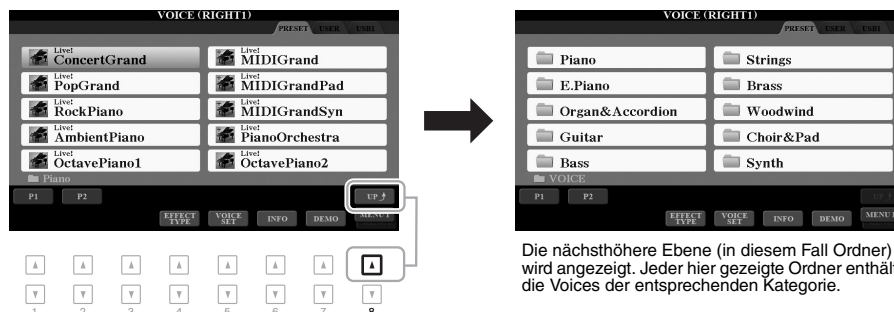 VOICE (RIGHT1)
PRESET USER USB1
Live! ConcertGrand
Live! MIDIGrand
Live! PopGrand
Live! MIDIGrandPad
Live! RockPiano
Live! MIDIGrandSyn
Live! AmbientPiano
Live! PianoOrchestra
Live! OctavePiano1
Live! OctavePiano2
Piano
P1 P2 UP
EFFECT TYPE VOICE SET INFO DEMO MENU 1
1 2 3 4 5 6 7 8
VOICE (RIGHT1)
PRESET USER USB1
Piano
Strings
E.Piano
Brass
Organ&Accordion
Woodwind
Guitar
Choir&Pad
Bass
Synth
VOICE
P1 P2 UP
EFFECT TYPE VOICE SET INFO DEMO MENU 1
Die nächsthöhere Ebene (in diesem Fall Ordner)
wird angezeigt. Jeder hier gezeigte Ordner enthält
die Voices der entsprechenden Kategorie.